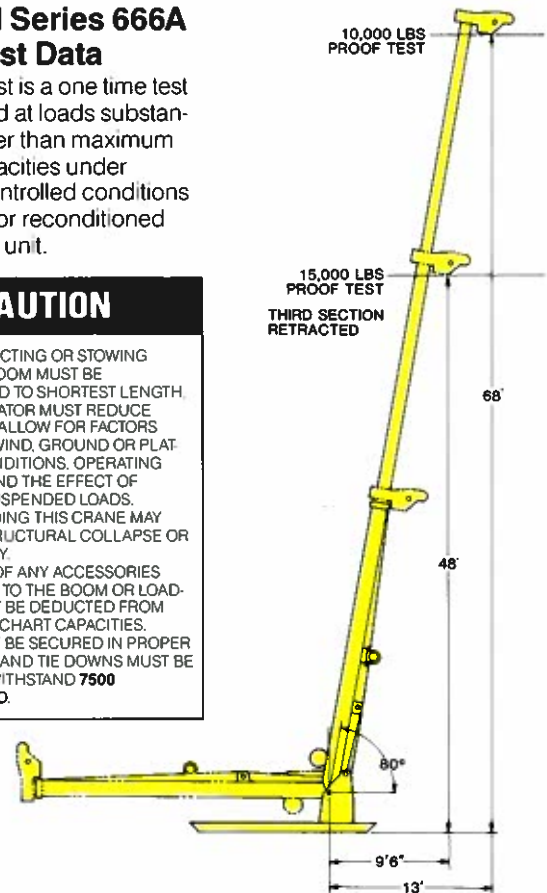 Series 666A
st Data
st is a one time test
d at loads substan-
er than maximum
acities under
ntrolled conditions
or reconditioned
unit.
AUTION
CTING OR STOWING
OOM MUST BE
D TO SHORTEST LENGTH.
ATOR MUST REDUCE
ALLOW FOR FACTORS
WIND, GROUND OR PLAT-
NDITIONS. OPERATING
ND THE EFFECT OF
SPENDED LOADS.
DING THIS CRANE MAY
RUCTURAL COLLAPSE OR
Y.
OF ANY ACCESSORIES
TO THE BOOM OR LOAD-
T BE DEDUCTED FROM
CHART CAPACITIES.
BE SECURED IN PROPER
AND TIE DOWNS MUST BE
ITHSTAND 7500
D.
10,000 LBS
PROOF TEST
15,000 LBS
PROOF TEST
THIRD SECTION
RETRACTED
68'
48'
80°
9'6"
13'